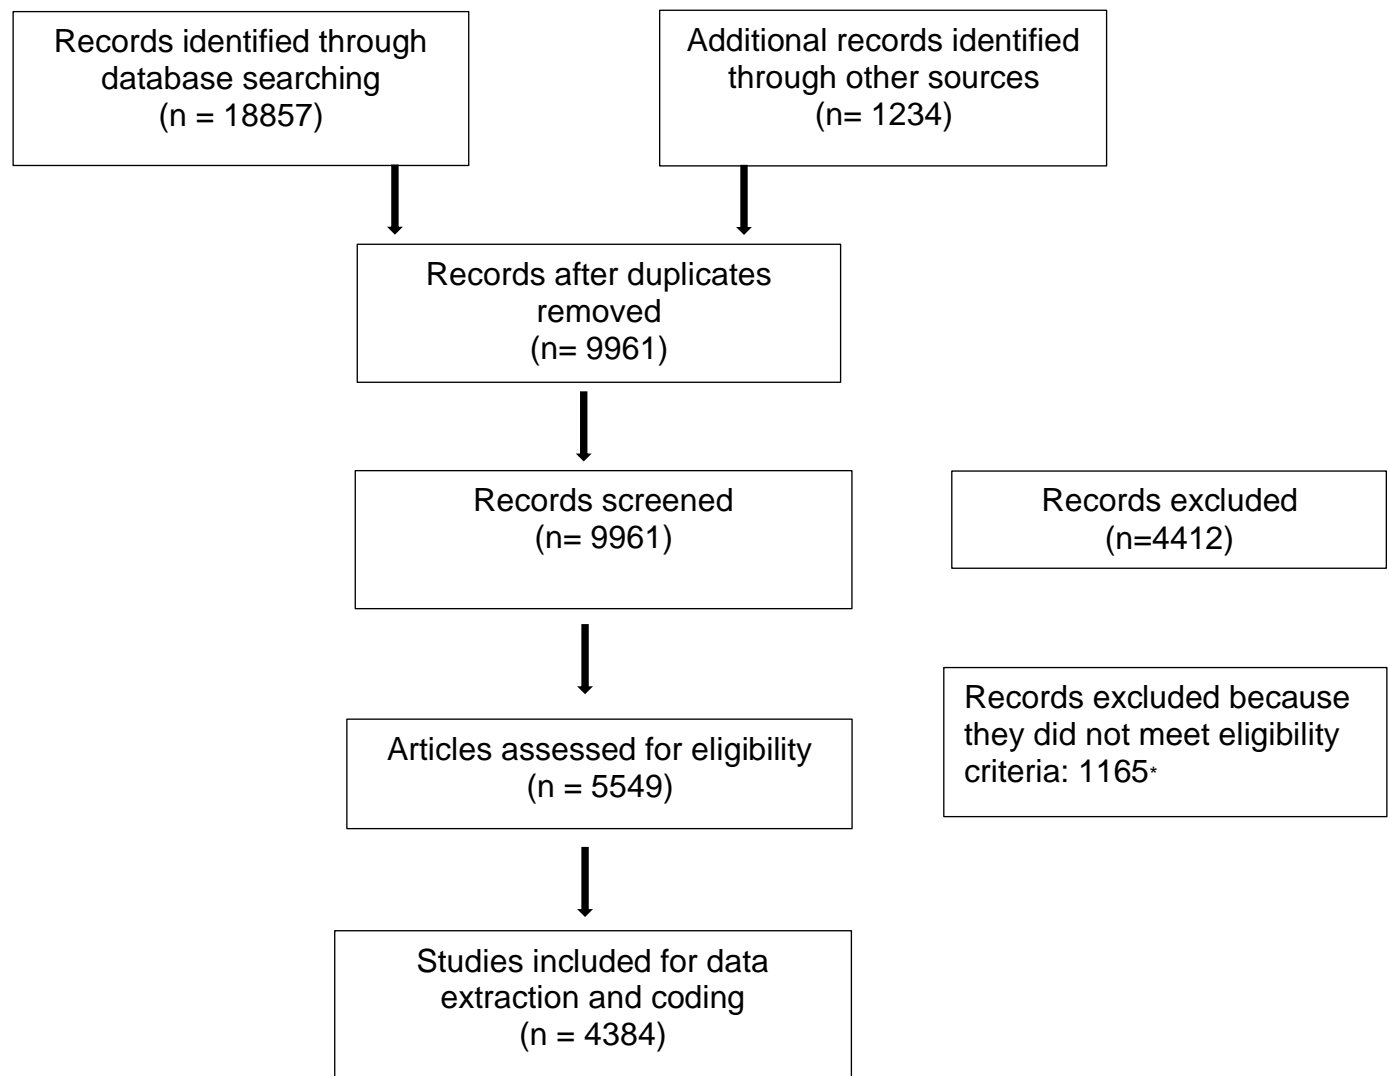 Records identified through
database searching
(n = 18857)
Additional records identified
through other sources
(n= 1234)
Records after duplicates
removed
(n= 9961)
Records screened
(n= 9961)
Records excluded
(n=4412)
Articles assessed for eligibility
(n = 5549)
Records excluded because
they did not meet eligibility
criteria: 1165*
Studies included for data
extraction and coding
(n = 4384)